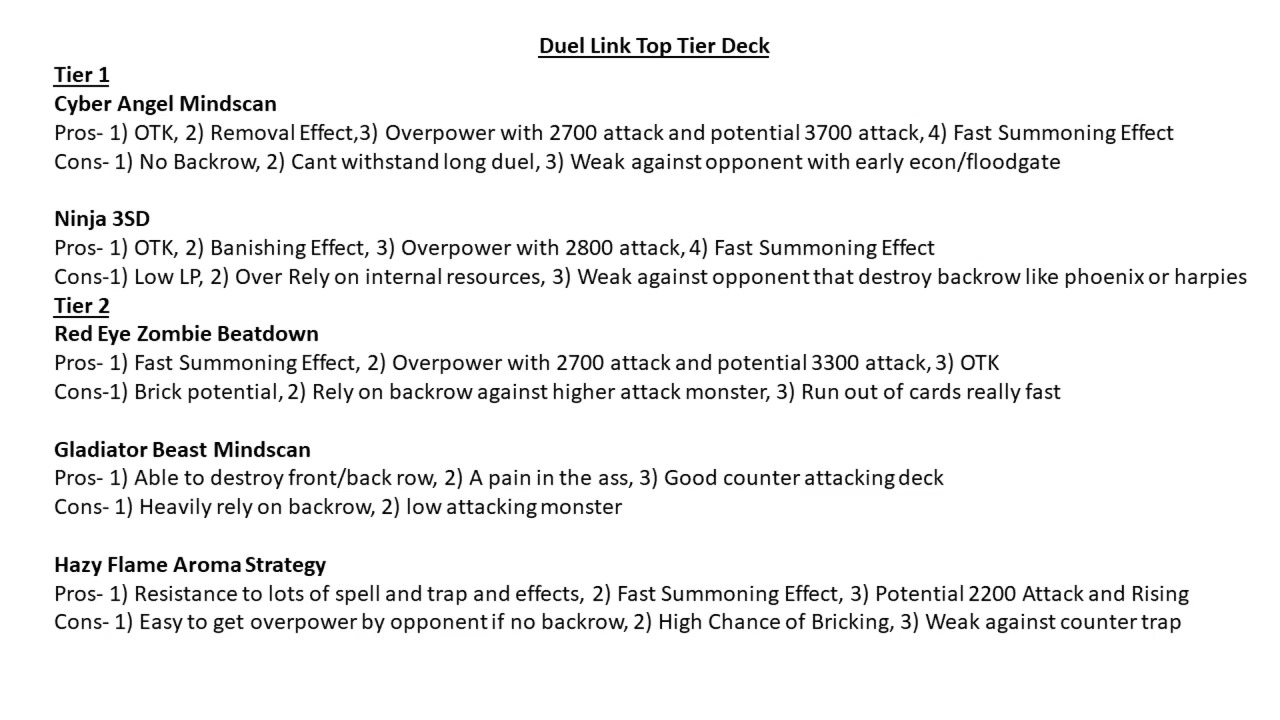 Duel Link Top Tier Deck
Tier 1
Cyber Angel Mindscan
Pros- 1) OTK, 2) Removal Effect,3) Overpower with 2700 attack and potential 3700 attack, 4) Fast Summoning Effect
Cons- 1) No Backrow, 2) Cant withstand long duel, 3) Weak against opponent with early econ/floodgate
Ninja 3SD
Pros- 1) OTK, 2) Banishing Effect, 3) Overpower with 2800 attack, 4) Fast Summoning Effect
Cons-1) Low LP, 2) Over Rely on internal resources, 3) Weak against opponent that destroy backrow like phoenix or harpies
Tier 2
Red Eye Zombie Beatdown
Pros- 1) Fast Summoning Effect, 2) Overpower with 2700 attack and potential 3300 attack, 3) OTK
Cons-1) Brick potential, 2) Rely on backrow against higher attack monster, 3) Run out of cards really fast
Gladiator Beast Mindscan
Pros- 1) Able to destroy front/back row, 2) A pain in the ass, 3) Good counter attacking deck
Cons- 1) Heavily rely on backrow, 2) low attacking monster
Hazy Flame Aroma Strategy
Pros- 1) Resistance to lots of spell and trap and effects, 2) Fast Summoning Effect, 3) Potential 2200 Attack and Rising
Cons- 1) Easy to get overpower by opponent if no backrow, 2) High Chance of Bricking, 3) Weak against counter trap